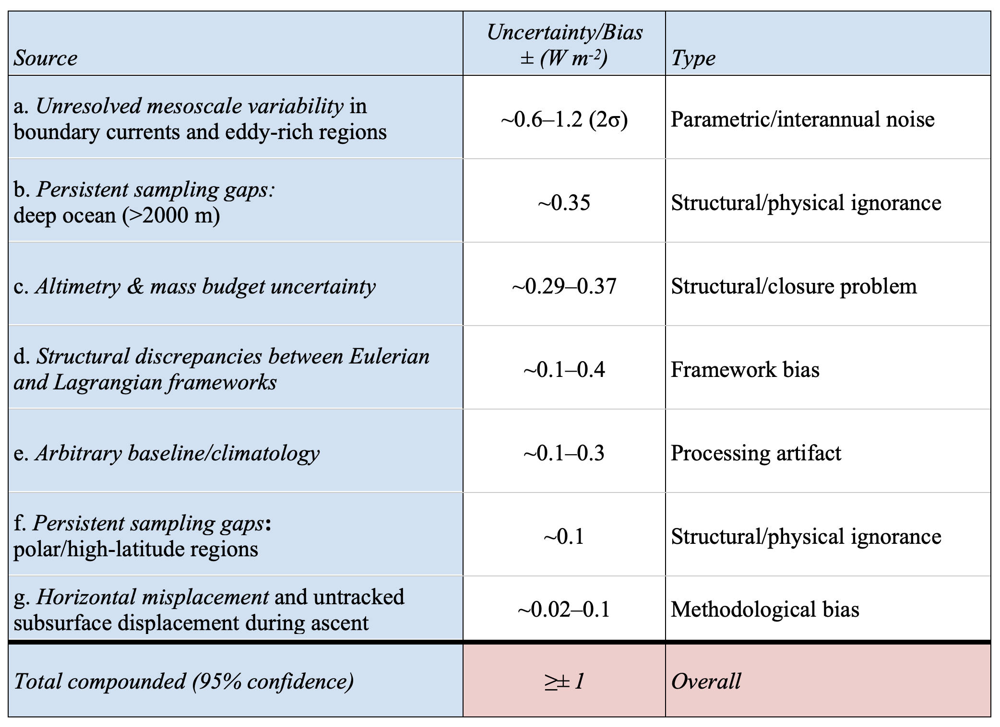 Source
Uncertainty/Bias
± (W m-2)
Type
a. Unresolved mesoscale variability in
boundary currents and eddy-rich regions
~0.6–1.2 (2σ)
Parametric/interannual noise
b. Persistent sampling gaps:
deep ocean (>2000 m)
~0.35
Structural/physical ignorance
c. Altimetry & mass budget uncertainty
~0.29–0.37
Structural/closure problem
d. Structural discrepancies between Eulerian
and Lagrangian frameworks
~0.1–0.4
Framework bias
e. Arbitrary baseline/climatology
~0.1–0.3
Processing artifact
f. Persistent sampling gaps:
polar/high-latitude regions
~0.1
Structural/physical ignorance
g. Horizontal misplacement and untracked
subsurface displacement during ascent
~0.02–0.1
Methodological bias
Total compounded (95% confidence)
≥± 1
Overall